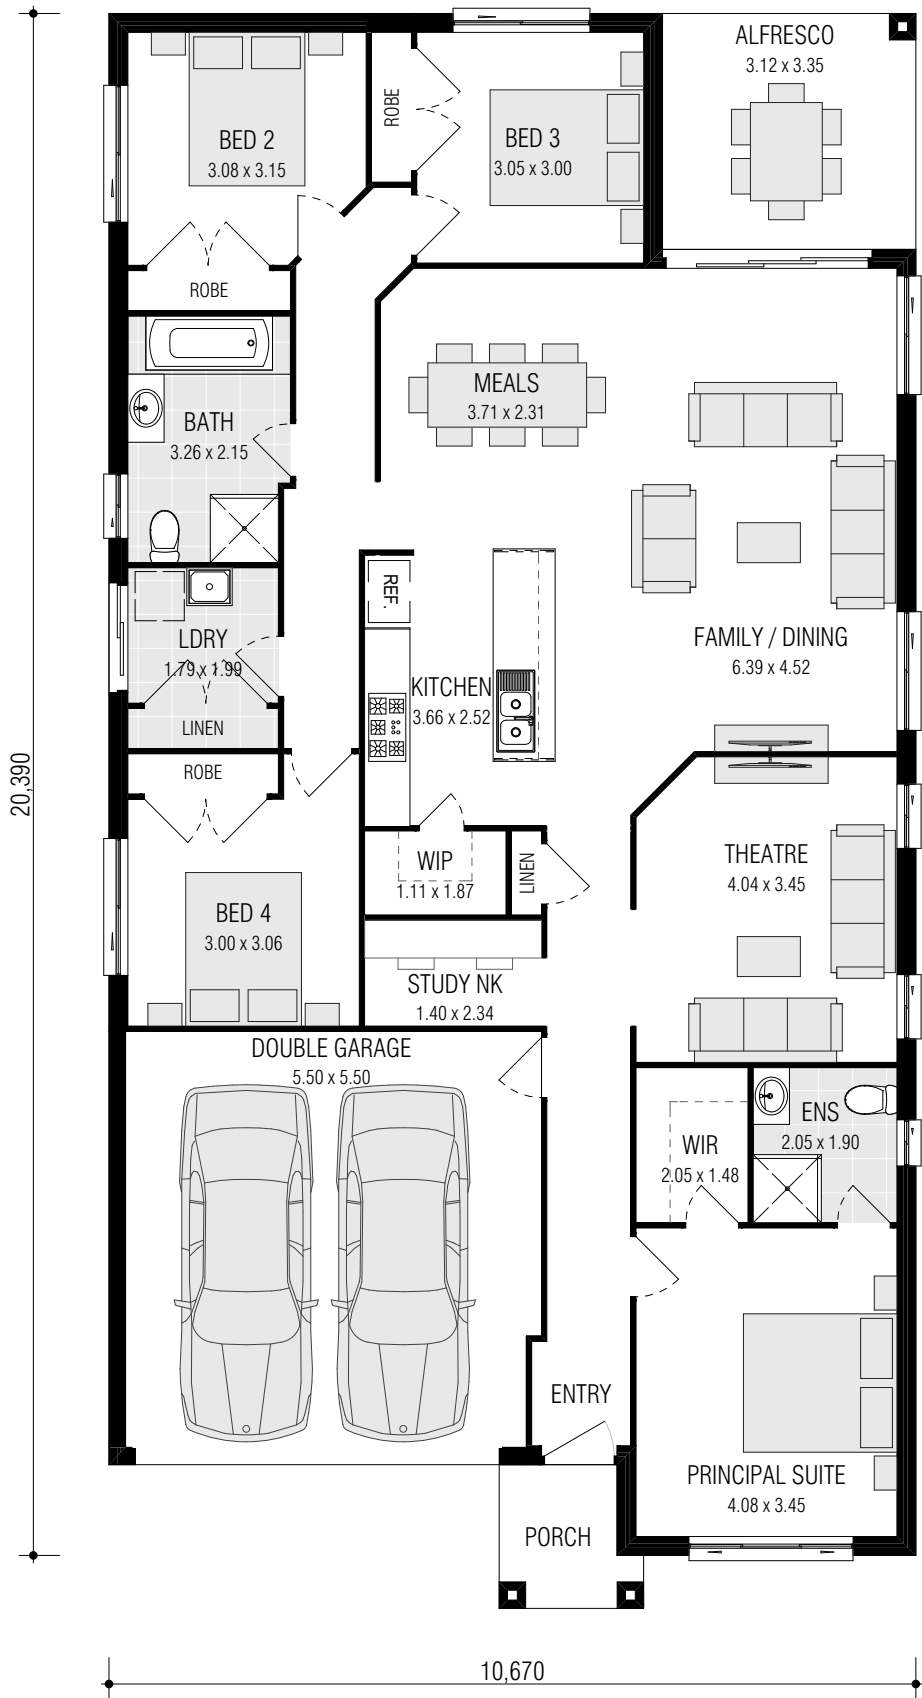 ALFRESCO
3.12 x 3.35
BED 2
3.08 x 3.15
ROBE
BED 3
3.05 x 3.00
ROBE
MEALS
3.71 x 2.31
BATH
3.26 x 2.15
REF.
LDRY
1.79 x 1.99
LINEN
FAMILY / DINING
6.39 x 4.52
KITCHEN
3.66 x 2.52
20,390
ROBE
WIP
1.11 x 1.87
LINEN
THEATRE
4.04 x 3.45
BED 4
3.00 x 3.06
STUDY NK
1.40 x 2.34
DOUBLE GARAGE
5.50 x 5.50
WIR
2.05 x 1.48
ENS
2.05 x 1.90
ENTRY
PRINCIPAL SUITE
4.08 x 3.45
PORCH
10,670